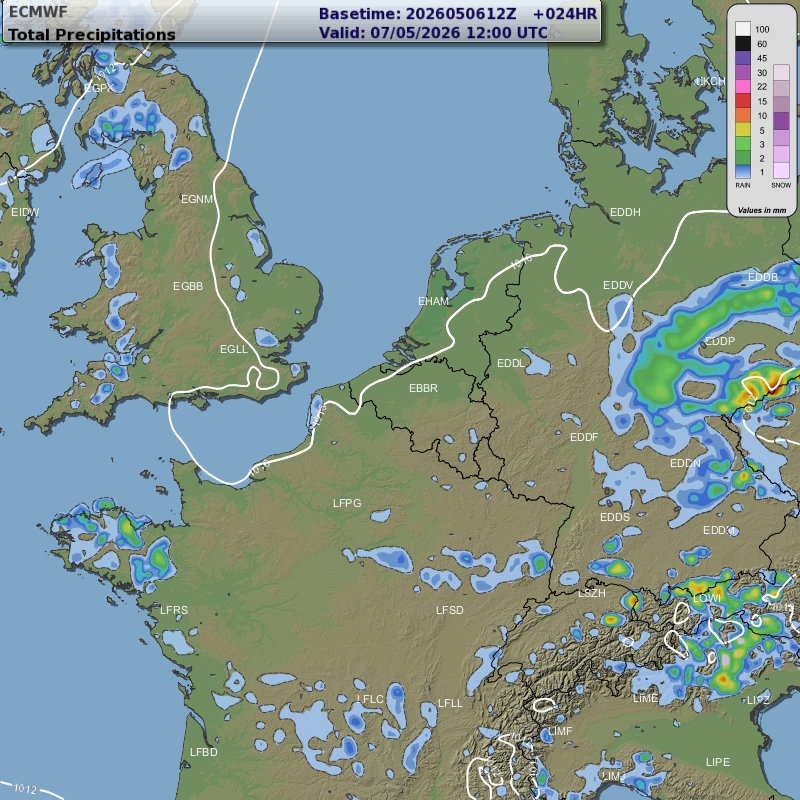 ECMWF
Total Precipitations
Basetime: 2026050612Z +024HR
Valid: 07/05/2026 12:00 UTC
100
60
45
30
22
15
10
5
3
2
1
RAIN
SNOW
Values in mm
EGPK
EKCH
EGNM
EIDW
EDDH
EGBB
EDDB
EDDV
EHAM
1015
EGLL
EDDP
EDDL
EBBR
EDDF
EDDN
LFPG
EDDS
EDDM
LSZH
LOWI
LFRS
LFSD
LFLC
LFLL
LIME
LIPZ
LIMF
LFBD
LIPE
LIMJ
1012